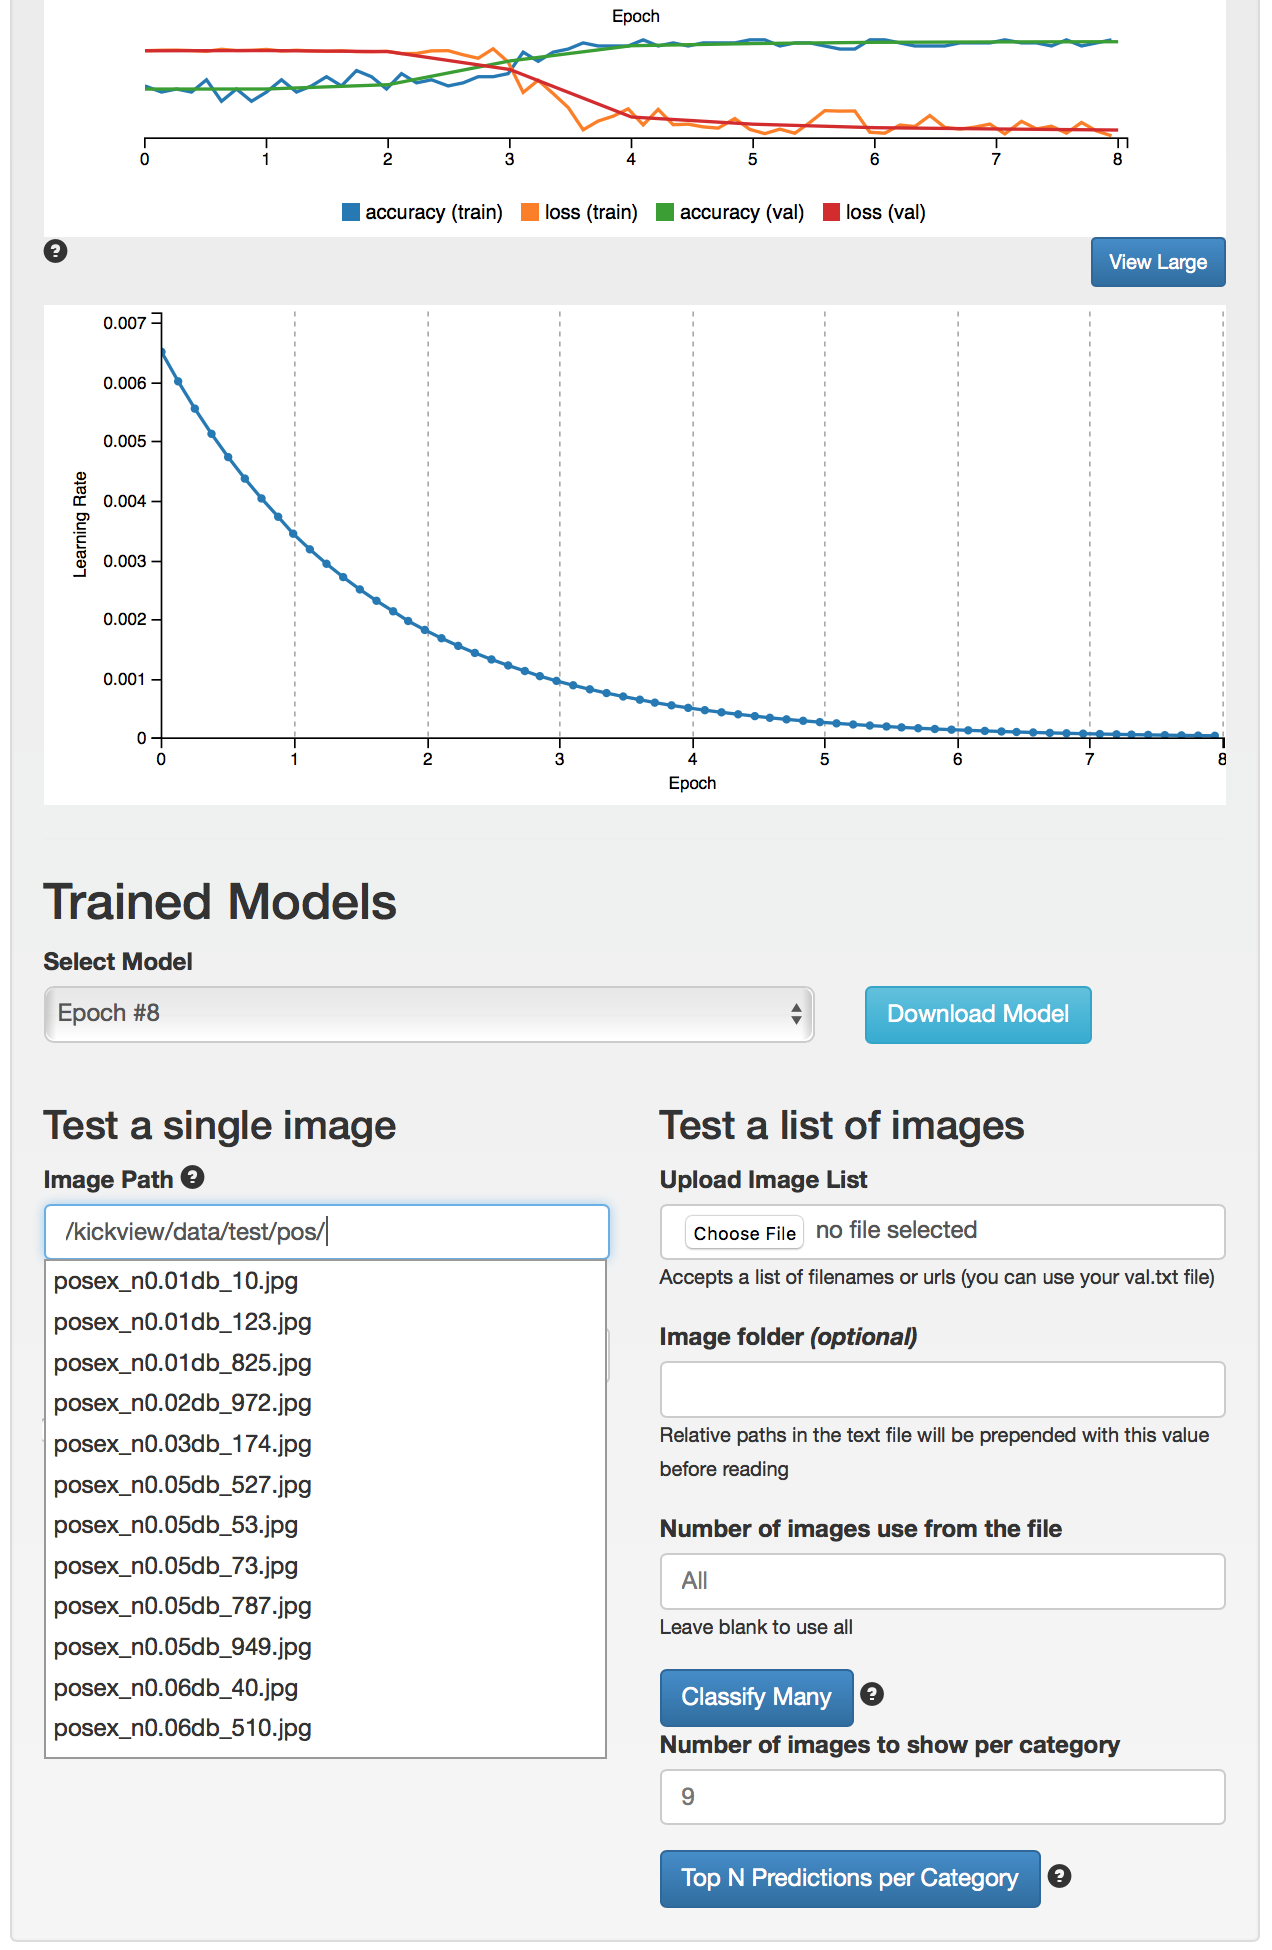 Epoch
0 1 2 3 4 5 6 7 8
accuracy (train) loss (train) accuracy (val) loss (val)
?
View Large
0.007
0.006
0.005
0.004
0.003
0.002
0.001
0
Learning Rate
0 1 2 3 4 5 6 7 8
Epoch
Trained Models
Select Model
Epoch #8
Download Model
Test a single image
Image Path ?
/kickview/data/test/pos/
posex_n0.01db_10.jpg
posex_n0.01db_123.jpg
posex_n0.01db_825.jpg
posex_n0.02db_972.jpg
posex_n0.03db_174.jpg
posex_n0.05db_527.jpg
posex_n0.05db_53.jpg
posex_n0.05db_73.jpg
posex_n0.05db_787.jpg
posex_n0.05db_949.jpg
posex_n0.06db_40.jpg
posex_n0.06db_510.jpg
Test a list of images
Upload Image List
Choose File no file selected
Accepts a list of filenames or urls (you can use your val.txt file)
Image folder (optional)
Relative paths in the text file will be prepended with this value
before reading
Number of images use from the file
All
Leave blank to use all
Classify Many ?
Number of images to show per category
9
Top N Predictions per Category ?